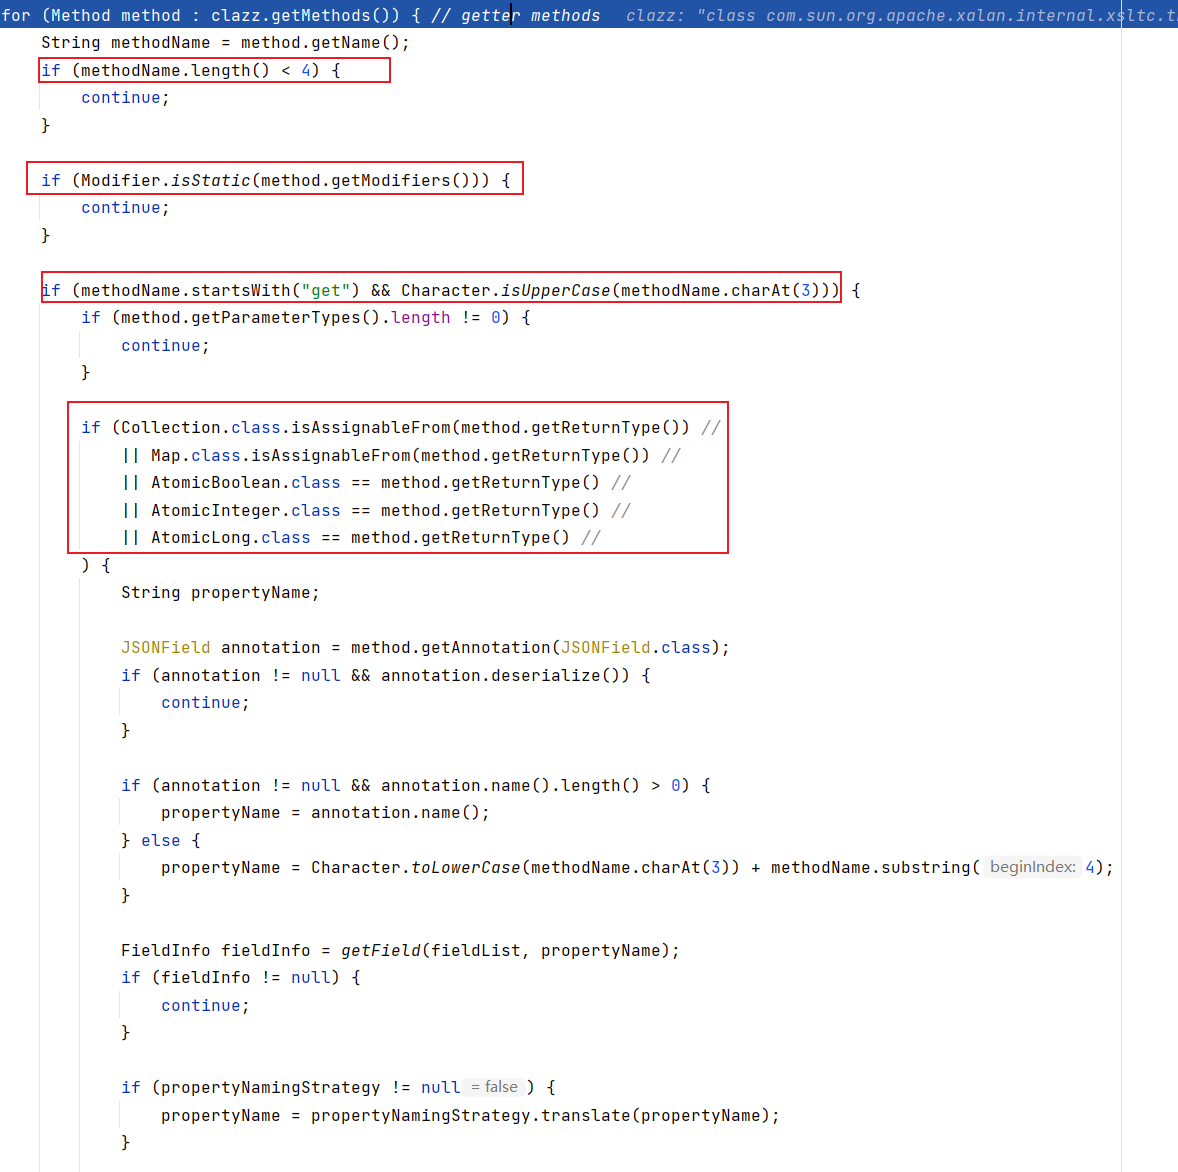 for (Method method : clazz.getMethods()) { // getter methods   clazz: "class com.sun.org.apache.xalan.internal.xsltc.t
    String methodName = method.getName();
    if (methodName.length() < 4) {
        continue;
    }
    if (Modifier.isStatic(method.getModifiers())) {
        continue;
    }
    if (methodName.startsWith("get") && Character.isUpperCase(methodName.charAt(3))) {
        if (method.getParameterTypes().length != 0) {
            continue;
        }
        if (Collection.class.isAssignableFrom(method.getReturnType()) //
            || Map.class.isAssignableFrom(method.getReturnType()) //
            || AtomicBoolean.class == method.getReturnType() //
            || AtomicInteger.class == method.getReturnType() //
            || AtomicLong.class == method.getReturnType() //
        ) {
            String propertyName;
            JSONField annotation = method.getAnnotation(JSONField.class);
            if (annotation != null && annotation.deserialize()) {
                continue;
            }
            if (annotation != null && annotation.name().length() > 0) {
                propertyName = annotation.name();
            } else {
                propertyName = Character.toLowerCase(methodName.charAt(3)) + methodName.substring( beginIndex: 4);
            }
            FieldInfo fieldInfo = getField(fieldList, propertyName);
            if (fieldInfo != null) {
                continue;
            }
            if (propertyNamingStrategy != null = false ) {
                propertyName = propertyNamingStrategy.translate(propertyName);
            }